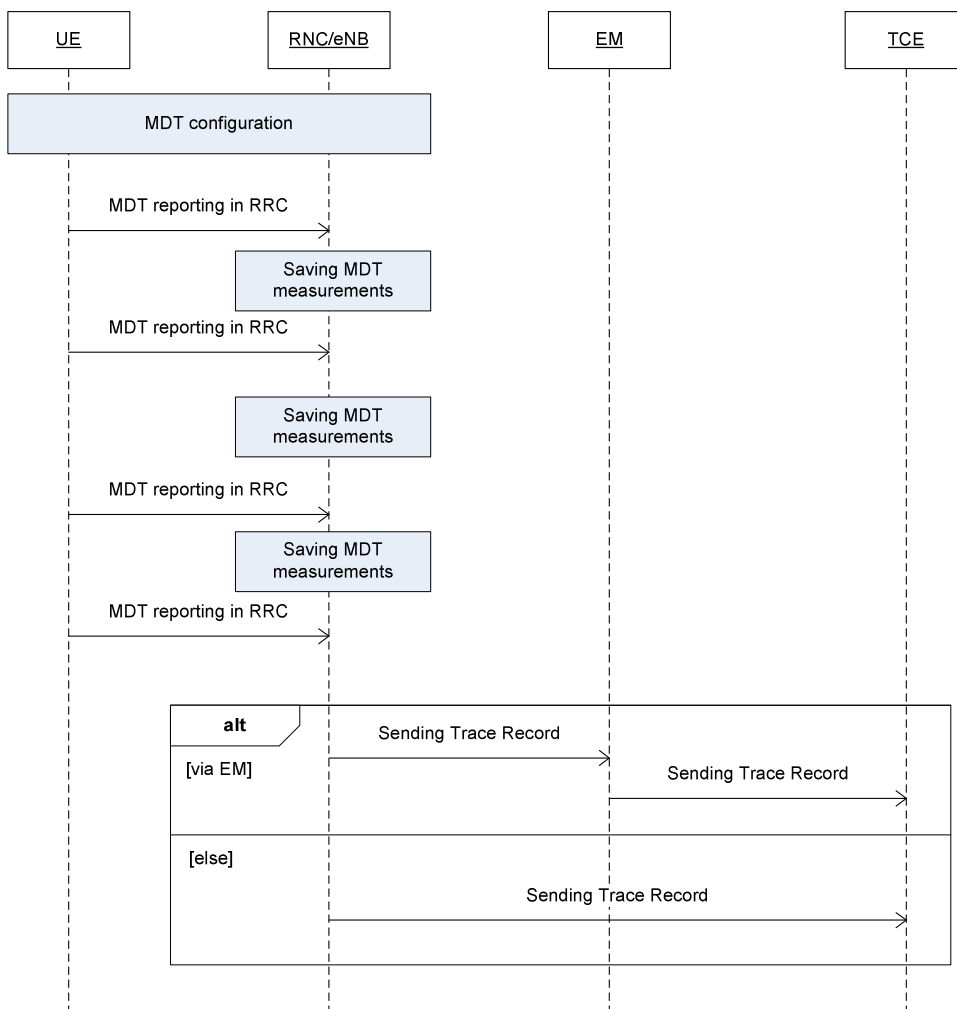 UE
RNC/eNB
EM
TCE
MDT configuration
MDT reporting in RRC
Saving MDT
measurements
MDT reporting in RRC
Saving MDT
measurements
MDT reporting in RRC
Saving MDT
measurements
MDT reporting in RRC
alt
Sending Trace Record
[via EM]
Sending Trace Record
[else]
Sending Trace Record